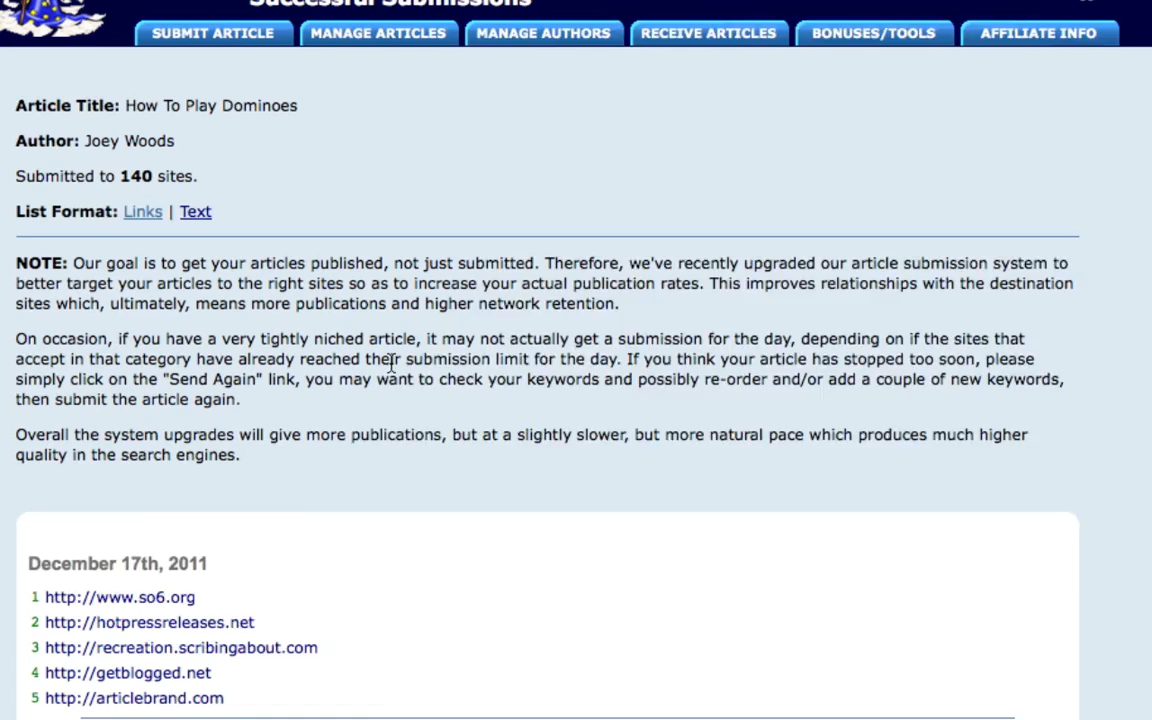 Successful Submissions
SUBMIT ARTICLE MANAGE ARTICLES MANAGE AUTHORS RECEIVE ARTICLES BONUSES/TOOLS AFFILIATE INFO
Article Title: How To Play Dominoes
Author: Joey Woods
Submitted to 140 sites.
List Format: Links | Text
NOTE: Our goal is to get your articles published, not just submitted. Therefore, we've recently upgraded our article submission system to
better target your articles to the right sites so as to increase your actual publication rates. This improves relationships with the destination
sites which, ultimately, means more publications and higher network retention.
On occasion, if you have a very tightly niched article, it may not actually get a submission for the day, depending on if the sites that
accept in that category have already reached their submission limit for the day. If you think your article has stopped too soon, please
simply click on the "Send Again" link, you may want to check your keywords and possibly re-order and/or add a couple of new keywords,
then submit the article again.
Overall the system upgrades will give more publications, but at a slightly slower, but more natural pace which produces much higher
quality in the search engines.
December 17th, 2011
1 http://www.so6.org
2 http://hotpressreleases.net
3 http://recreation.scribingabout.com
4 http://getblogged.net
5 http://articlebrand.com